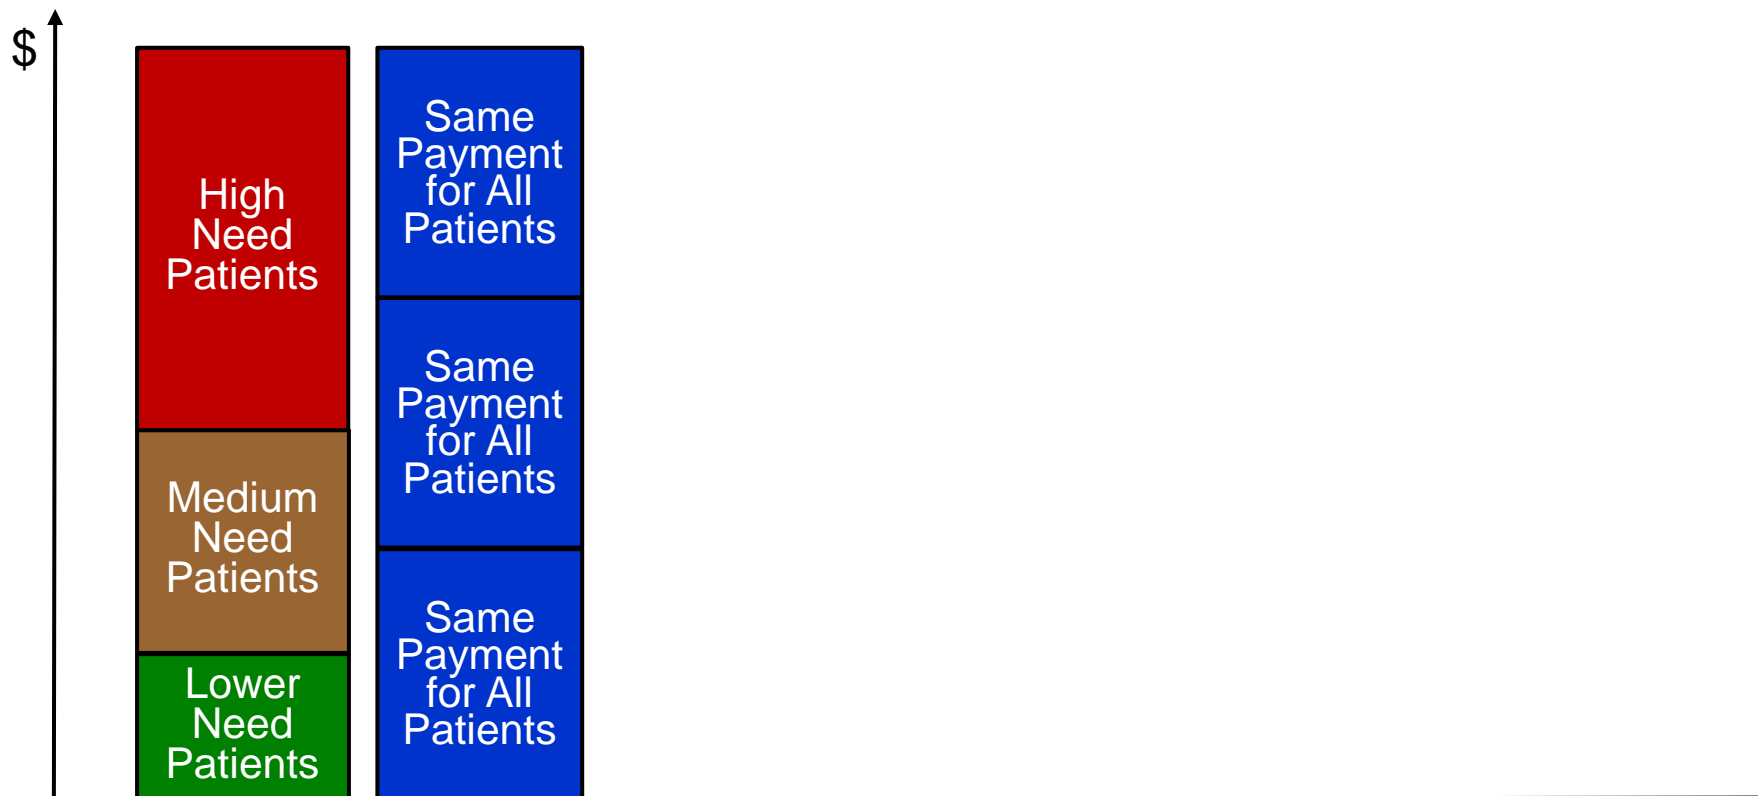 $
High
Need
Patients
Medium
Need
Patients
Lower
Need
Patients
Same
Payment
for All
Patients
Same
Payment
for All
Patients
Same
Payment
for All
Patients